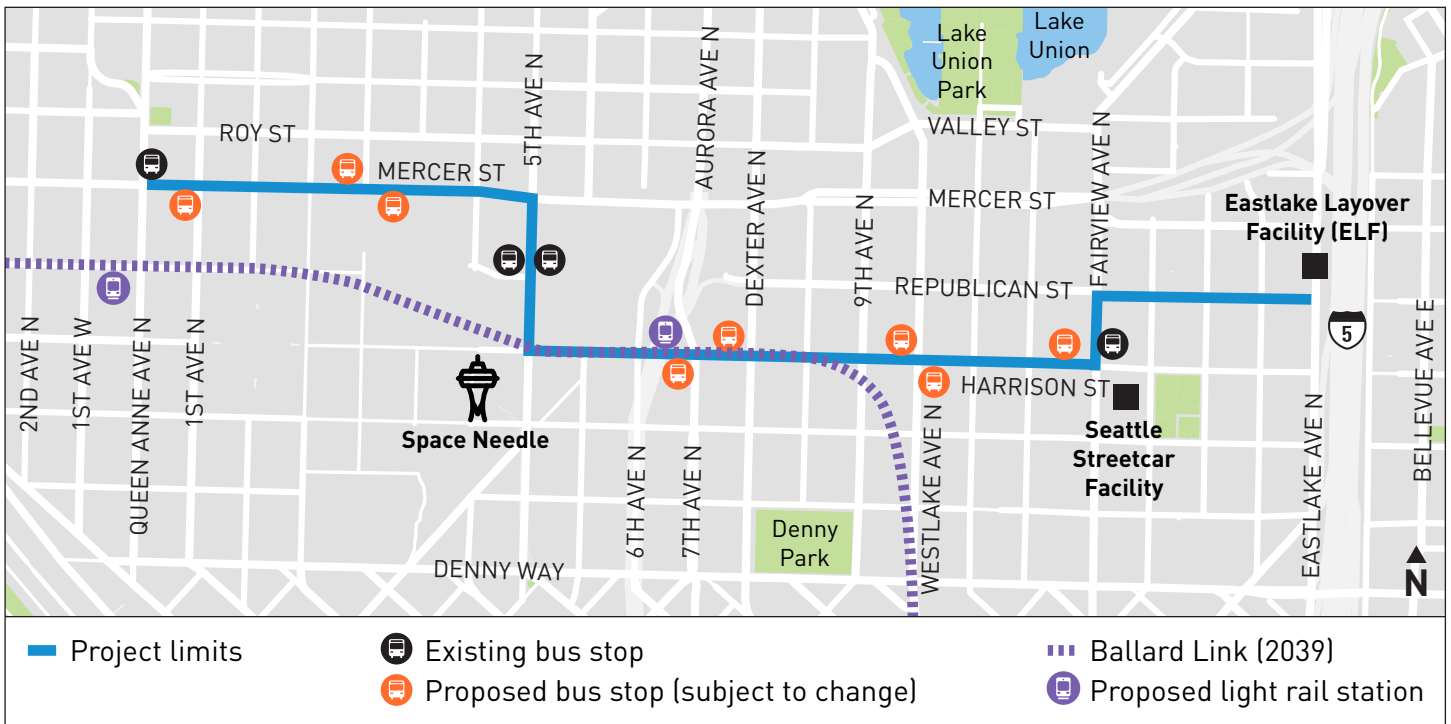 Lake
Union
Park
Lake
Union
5TH AVE N
AURORA AVE N
ROY ST
VALLEY ST
FAIRVIEW AVE N
MERCER ST
DEXTER AVE N
MERCER ST
9TH AVE N
Eastlake Layover
Facility (ELF)
REPUBLICAN ST
5
2ND AVE N
1ST AVE W
QUEEN ANNE AVE N
1ST AVE N
HARRISON ST
Space Needle
Seattle
Streetcar
Facility
6TH AVE N
7TH AVE N
WESTLAKE AVE N
EASTLAKE AVE N
BELLEVUE AVE E
Denny
Park
DENNY WAY
N
Project limits
Existing bus stop
Ballard Link (2039)
Proposed bus stop (subject to change)
Proposed light rail station